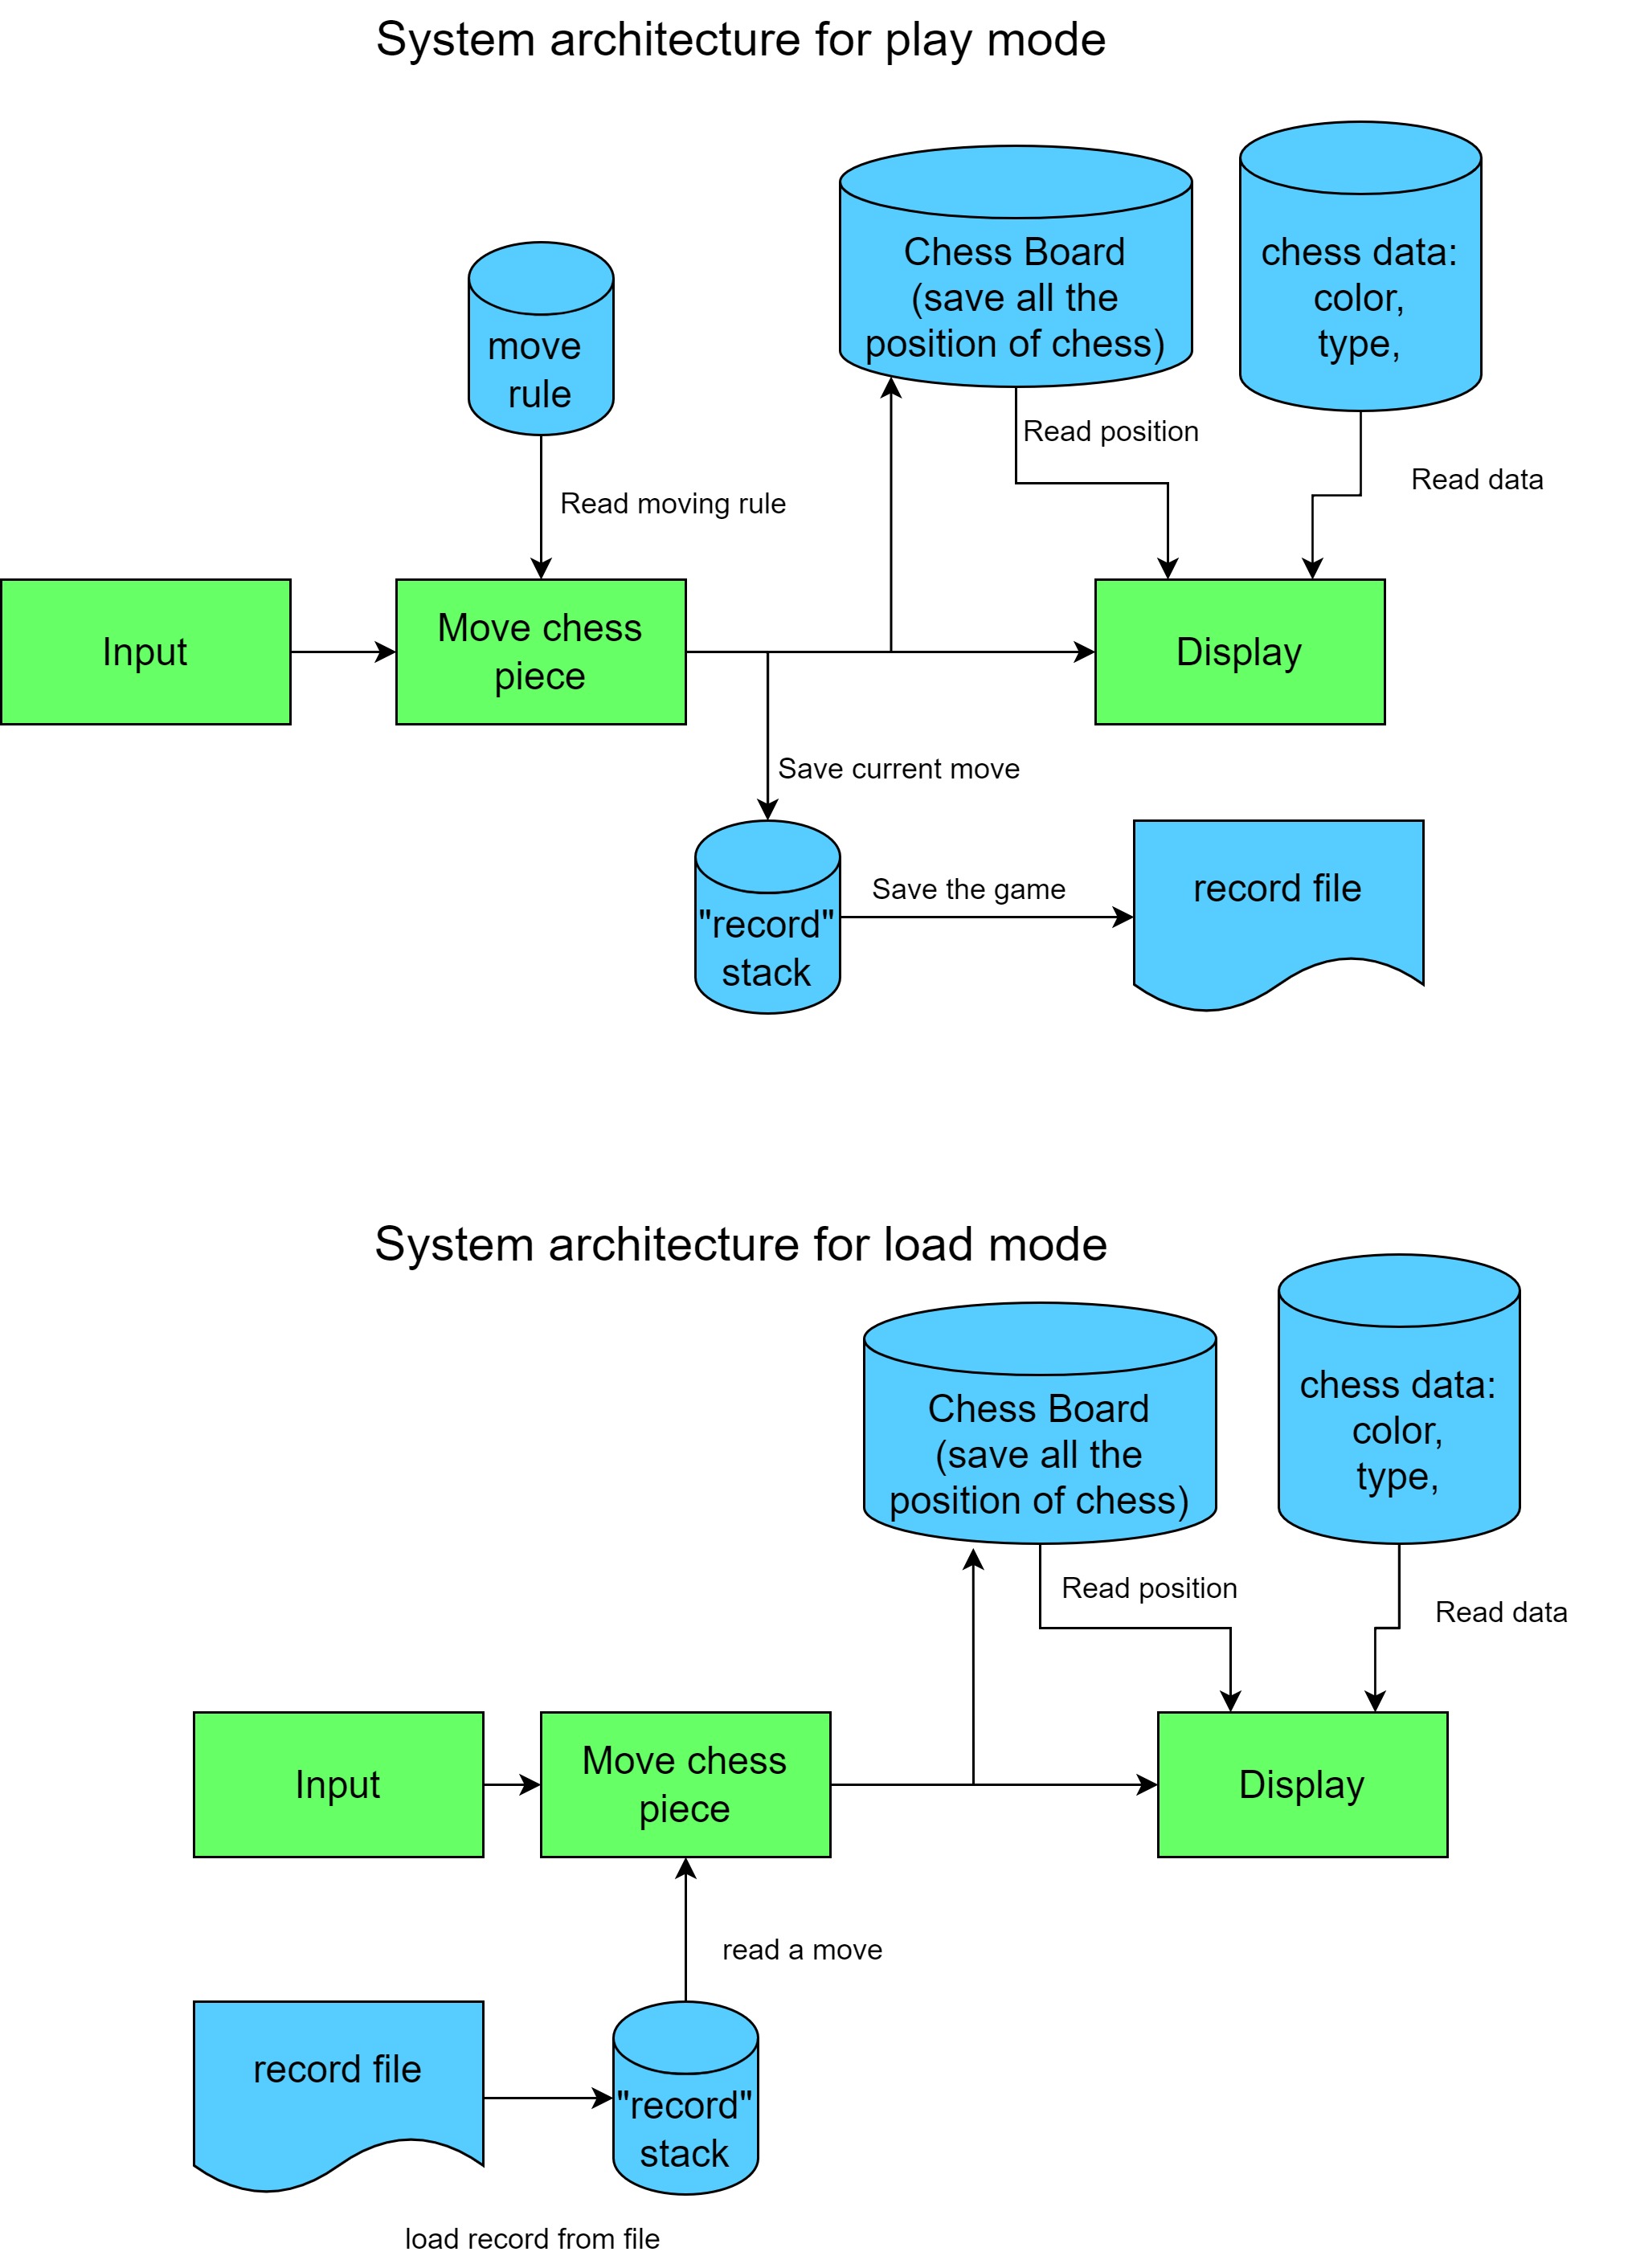 System architecture for play mode
Chess Board
(save all the
position of chess)
chess data:
color,
type,
move
rule
Read position
Read data
Read moving rule
Input
Move chess
piece
Display
Save current move
"record"
stack
Save the game
record file
System architecture for load mode
Chess Board
(save all the
position of chess)
chess data:
color,
type,
Read position
Read data
Input
Move chess
piece
Display
read a move
record file
"record"
stack
load record from file